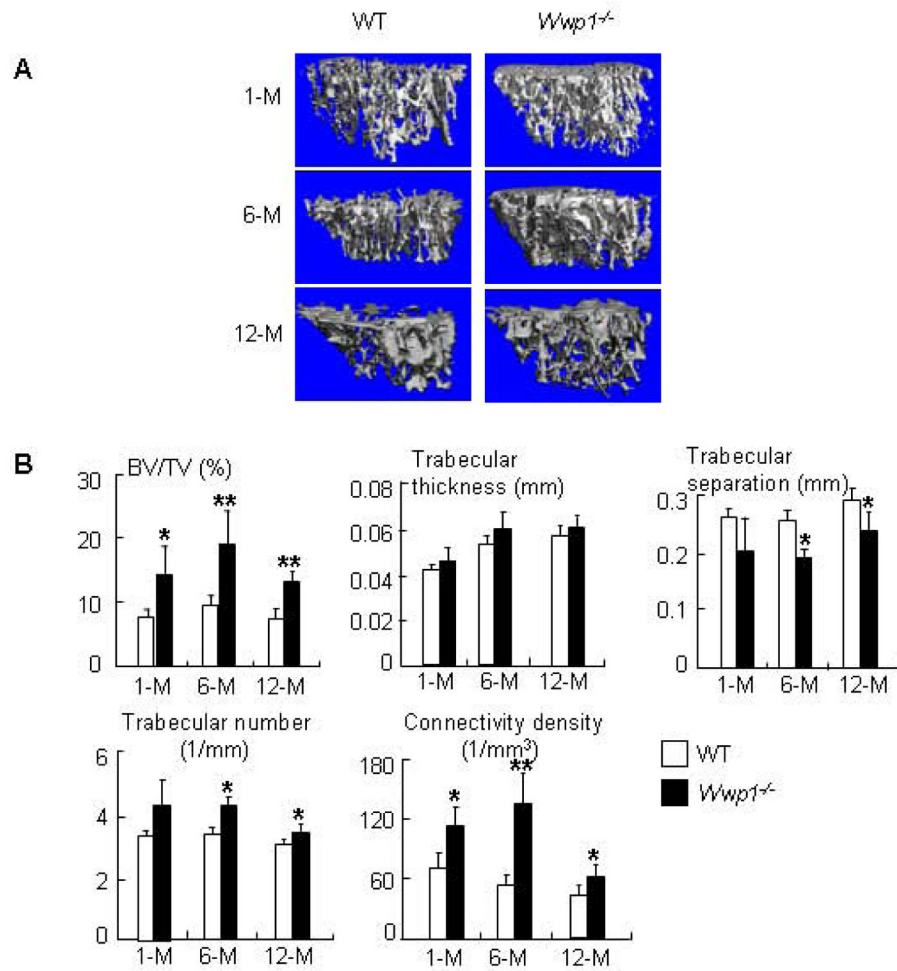 WT Wwp1-/-
A
1-M
6-M
12-M
B
BV/TV (%)
30
20
10
0
* ** **
1-M 6-M 12-M
Trabecular
thickness (mm)
0.08
0.06
0.04
0.02
0
1-M 6-M 12-M
Trabecular
separation (mm)
0.3
0.2
0.1
0
* *
1-M 6-M 12-M
Trabecular number
(1/mm)
6
4
2
0
* *
1-M 6-M 12-M
Connectivity density
(1/mm³)
180
120
60
0
* ** *
1-M 6-M 12-M
WT
Wwp1-/-